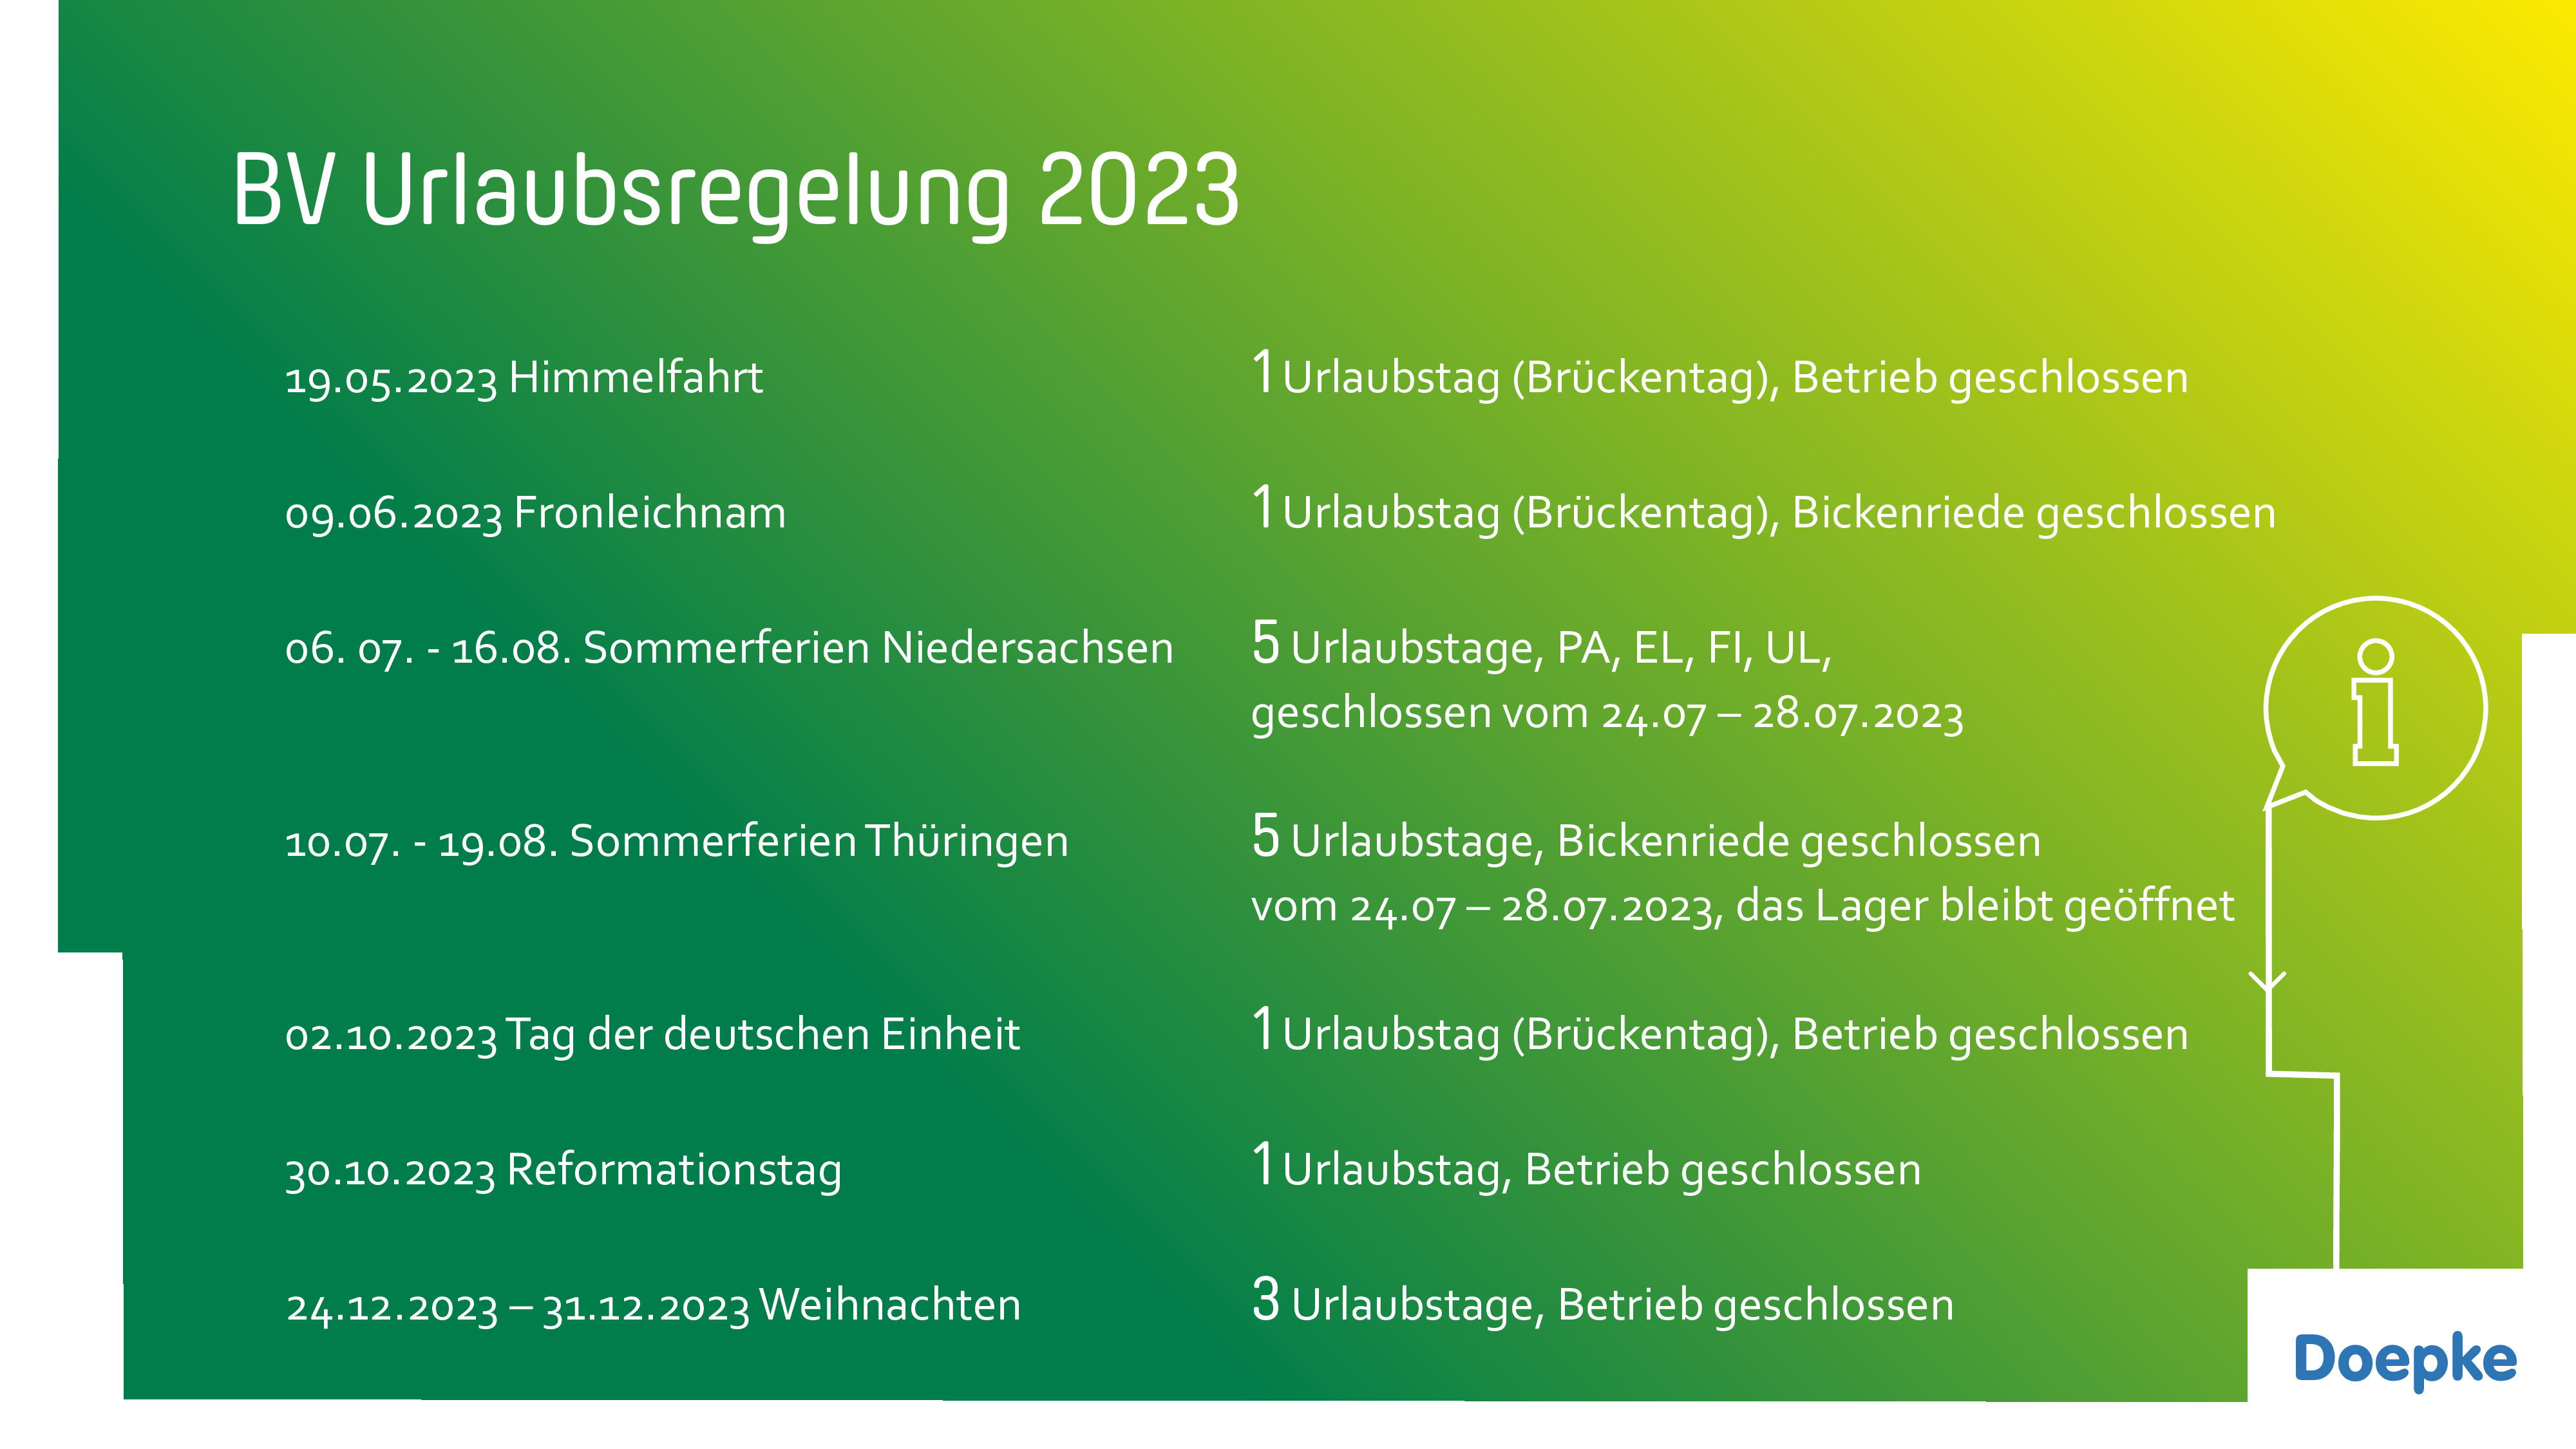 BV Urlaubsregelung 2023
19.05.2023 Himmelfahrt 1 Urlaubstag (Brückentag), Betrieb geschlossen
09.06.2023 Fronleichnam 1 Urlaubstag (Brückentag), Bickenriede geschlossen
06. 07. - 16.08. Sommerferien Niedersachsen 5 Urlaubstage, PA, EL, FI, UL,
geschlossen vom 24.07 – 28.07.2023
10.07. - 19.08. Sommerferien Thüringen 5 Urlaubstage, Bickenriede geschlossen
vom 24.07 – 28.07.2023, das Lager bleibt geöffnet
02.10.2023 Tag der deutschen Einheit 1 Urlaubstag (Brückentag), Betrieb geschlossen
30.10.2023 Reformationstag 1 Urlaubstag, Betrieb geschlossen
24.12.2023 – 31.12.2023 Weihnachten 3 Urlaubstage, Betrieb geschlossen
Doepke